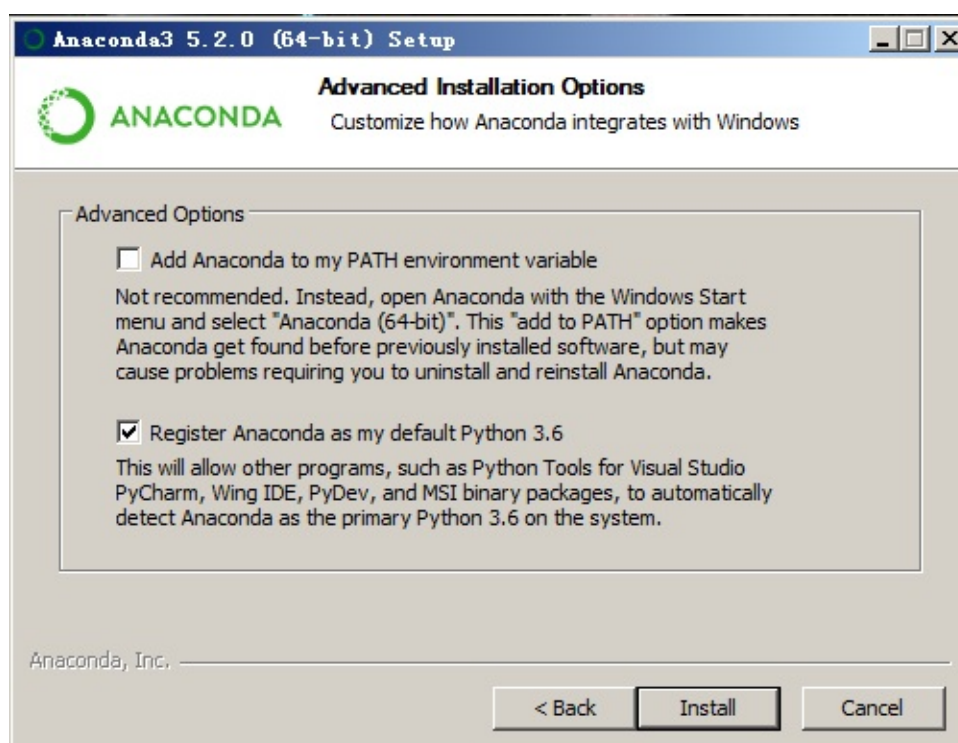 Anaconda3 5.2.0 (64-bit) Setup
ANACONDA
Advanced Installation Options
Customize how Anaconda integrates with Windows
Advanced Options
Add Anaconda to my PATH environment variable
Not recommended. Instead, open Anaconda with the Windows Start
menu and select "Anaconda (64-bit)". This "add to PATH" option makes
Anaconda get found before previously installed software, but may
cause problems requiring you to uninstall and reinstall Anaconda.
Register Anaconda as my default Python 3.6
This will allow other programs, such as Python Tools for Visual Studio
PyCharm, Wing IDE, PyDev, and MSI binary packages, to automatically
detect Anaconda as the primary Python 3.6 on the system.
Anaconda, Inc.
< Back Install Cancel